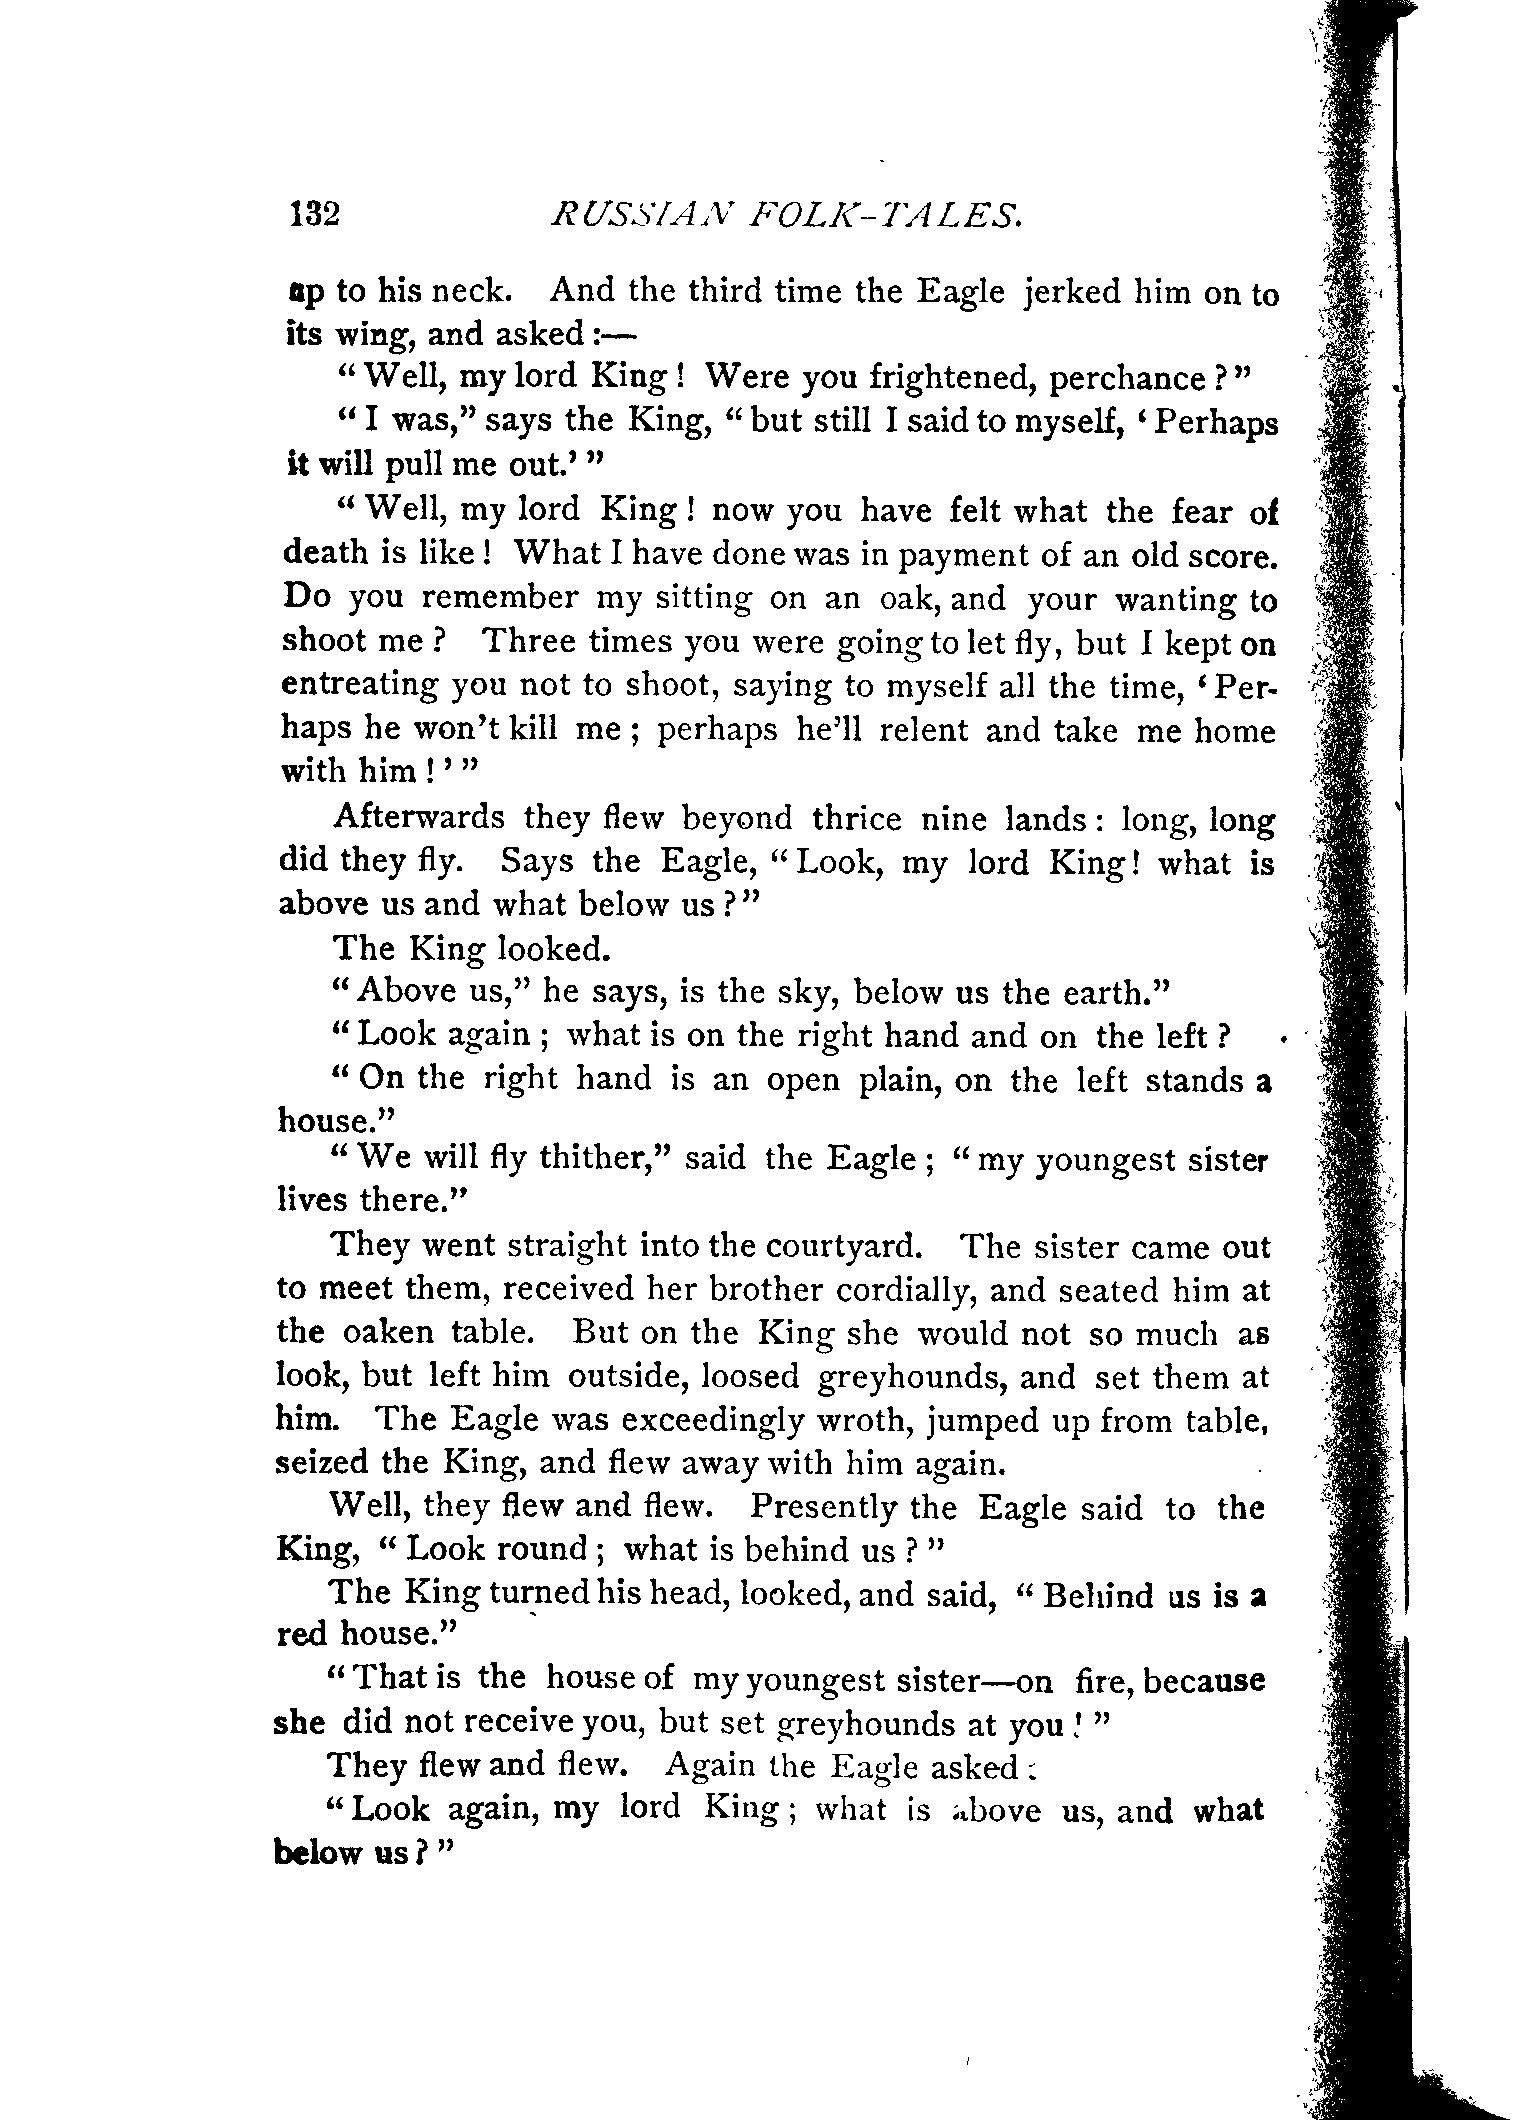 132 RUSSIAN FOLK-TALES.
up to his neck. And the third time the Eagle jerked him on to
its wing, and asked :—
“ Well, my lord King ! Were you frightened, perchance ? ”
“ I was,” says the King, “ but still I said to myself, ‘ Perhaps
it will pull me out.’ ”
“ Well, my lord King ! now you have felt what the fear of
death is like ! What I have done was in payment of an old score.
Do you remember my sitting on an oak, and your wanting to
shoot me ? Three times you were going to let fly, but I kept on
entreating you not to shoot, saying to myself all the time, ‘ Per-
haps he won’t kill me ; perhaps he’ll relent and take me home
with him ! ’ ”
Afterwards they flew beyond thrice nine lands : long, long
did they fly. Says the Eagle, “ Look, my lord King ! what is
above us and what below us ? ”
The King looked.
“ Above us,” he says, is the sky, below us the earth.”
“ Look again ; what is on the right hand and on the left ?
“ On the right hand is an open plain, on the left stands a
house.”
“ We will fly thither,” said the Eagle ; “ my youngest sister
lives there.”
They went straight into the courtyard. The sister came out
to meet them, received her brother cordially, and seated him at
the oaken table. But on the King she would not so much as
look, but left him outside, loosed greyhounds, and set them at
him. The Eagle was exceedingly wroth, jumped up from table,
seized the King, and flew away with him again.
Well, they flew and flew. Presently the Eagle said to the
King, “ Look round ; what is behind us ? ”
The King turned his head, looked, and said, “ Behind us is a
red house.”
“ That is the house of my youngest sister—on fire, because
she did not receive you, but set greyhounds at you ! ”
They flew and flew. Again the Eagle asked :
“ Look again, my lord King ; what is above us, and what
below us ? ”